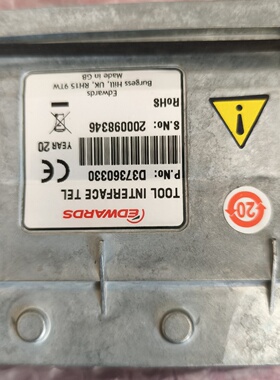 EDWARDS
TOOL INTERFACE TEL
P.No: D37360330
S.No: 200098346
YEAR 20
RoHS
Edwards
Burgess Hill, UK, RH15 9TW
Made in GB
20